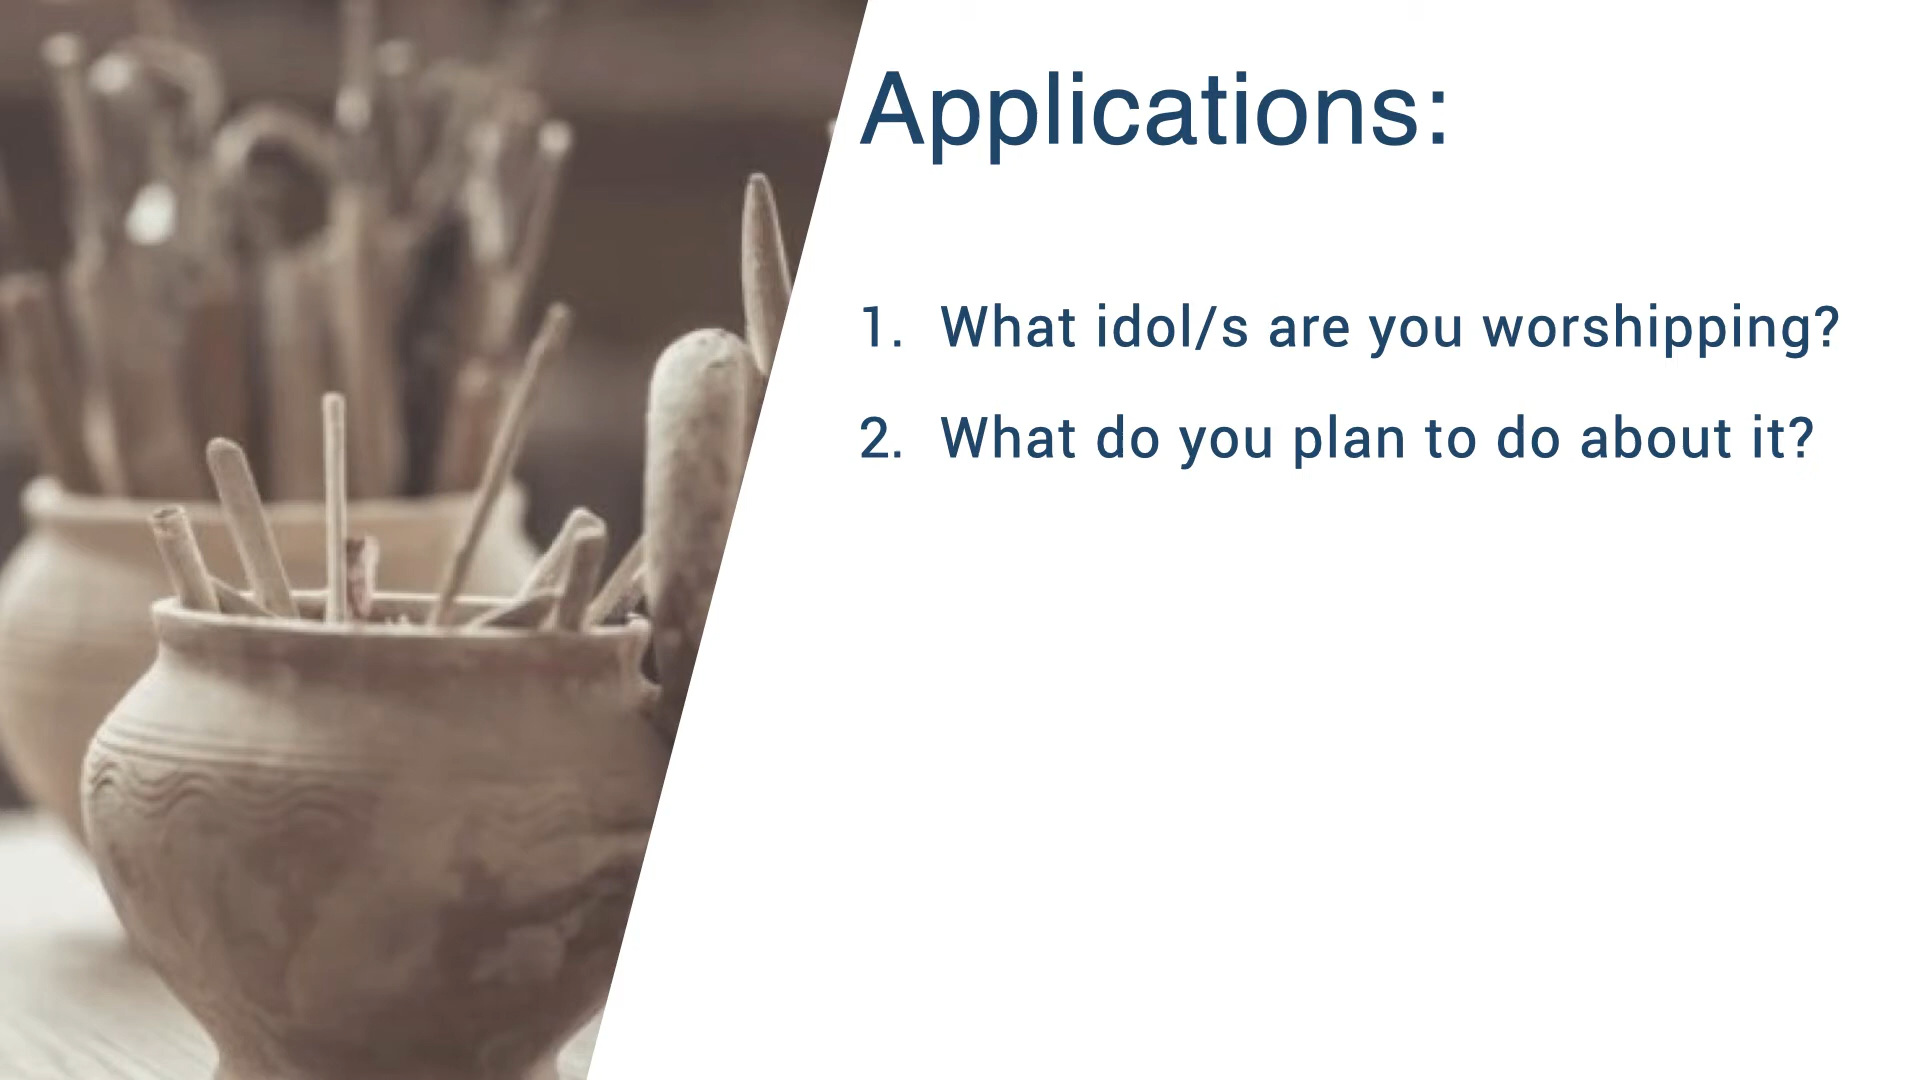 Applications:
1. What idol/s are you worshipping?
2. What do you plan to do about it?